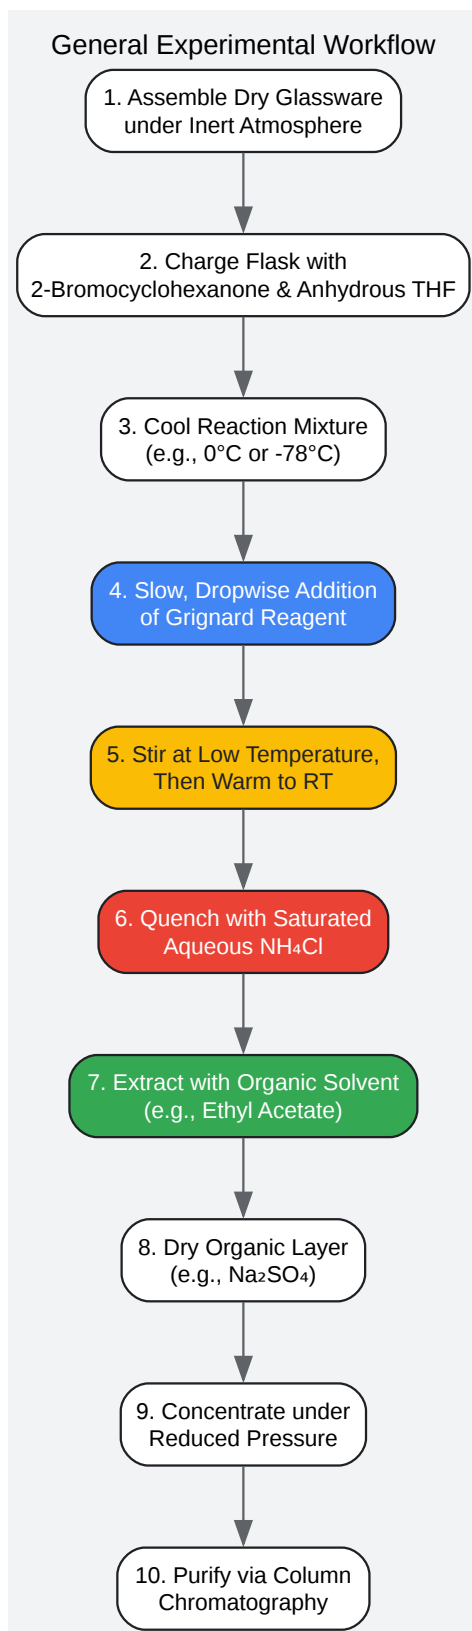 General Experimental Workflow
1. Assemble Dry Glassware
under Inert Atmosphere
2. Charge Flask with
2-Bromocyclohexanone & Anhydrous THF
3. Cool Reaction Mixture
(e.g., 0°C or -78°C)
4. Slow, Dropwise Addition
of Grignard Reagent
5. Stir at Low Temperature,
Then Warm to RT
6. Quench with Saturated
Aqueous NH₄Cl
7. Extract with Organic Solvent
(e.g., Ethyl Acetate)
8. Dry Organic Layer
(e.g., Na₂SO₄)
9. Concentrate under
Reduced Pressure
10. Purify via Column
Chromatography